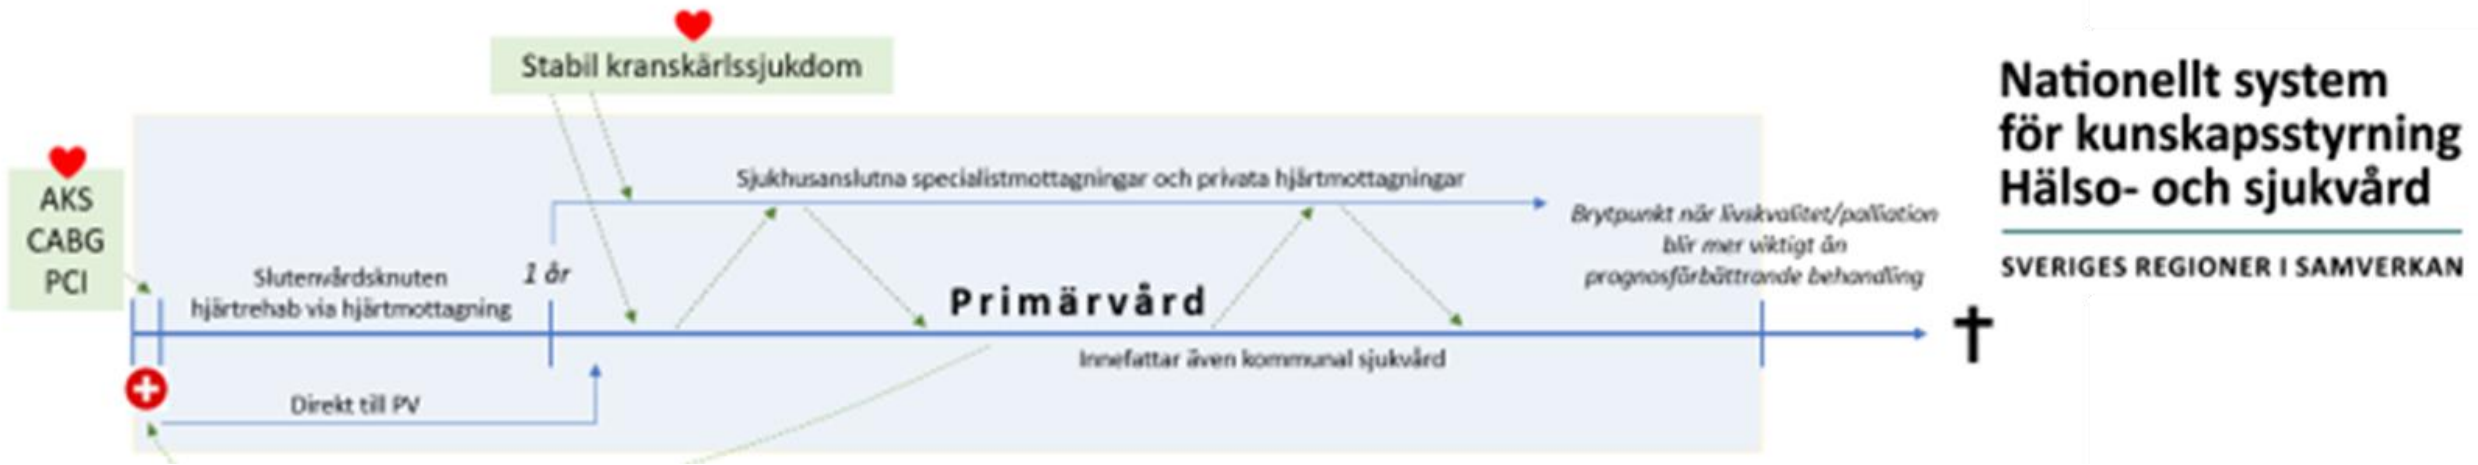 Stabil kranskärlssjukdom
AKS
CABG
PCI
Sjukhusanslutna specialistmottagningar och privata hjärtmottagningar
Slutenvårdsknuten
hjärtrehab via hjärtmottagning
1 år
Primärvård
Innefattar även kommunal sjukvård
Direkt till PV
Brytpunkt når livskvalitet/palliation
blir mer viktigt än
prognosförbättrande behandling
Nationellt system
för kunskapsstyrning
Hälso- och sjukvård
SVERIGES REGIONER I SAMVERKAN